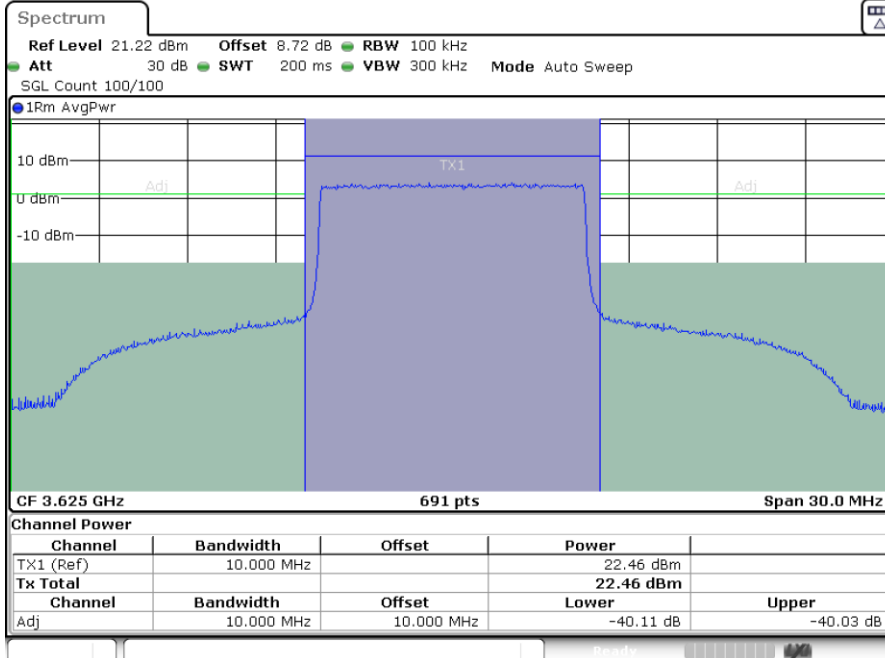 Spectrum
Ref Level 21.22 dBm Offset 8.72 dB RBW 100 kHz
Att 30 dB SWT 200 ms VBW 300 kHz Mode Auto Sweep
SGL Count 100/100
1Rm AvgPwr
10 dBm
TX1
Adj Adj
0 dBm
-10 dBm
CF 3.625 GHz 691 pts Span 30.0 MHz
Channel Power
Channel Bandwidth Offset Power
TX1 (Ref) 10.000 MHz 22.46 dBm
Tx Total 22.46 dBm
Channel Bandwidth Offset Lower Upper
Adj 10.000 MHz 10.000 MHz -40.11 dB -40.03 dB
Ready